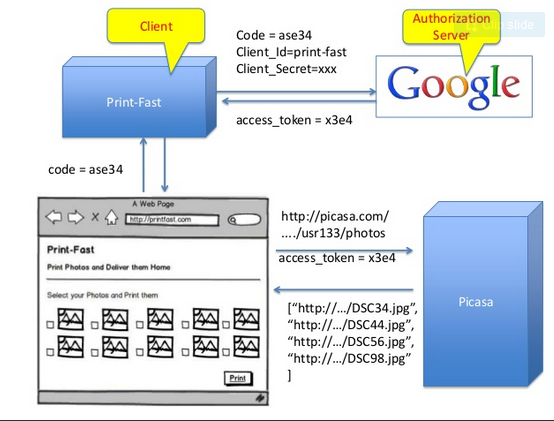 Client
Code = ase34
Client_Id=print-fast
Client_Secret=xxx
Authorization
Server
Clip slide
Print-Fast
Google
access_token = x3e4
code = ase34
A Web Page
http://printfast.com
Print-Fast
Print Photos and Deliver them Home
Select your Photos and Print them
Print
http://picasa.com/
..../usr133/photos
access_token = x3e4
Picasa
["http://.../DSC34.jpg",
"http://.../DSC44.jpg",
"http://.../DSC56.jpg",
"http://.../DSC98.jpg"
]